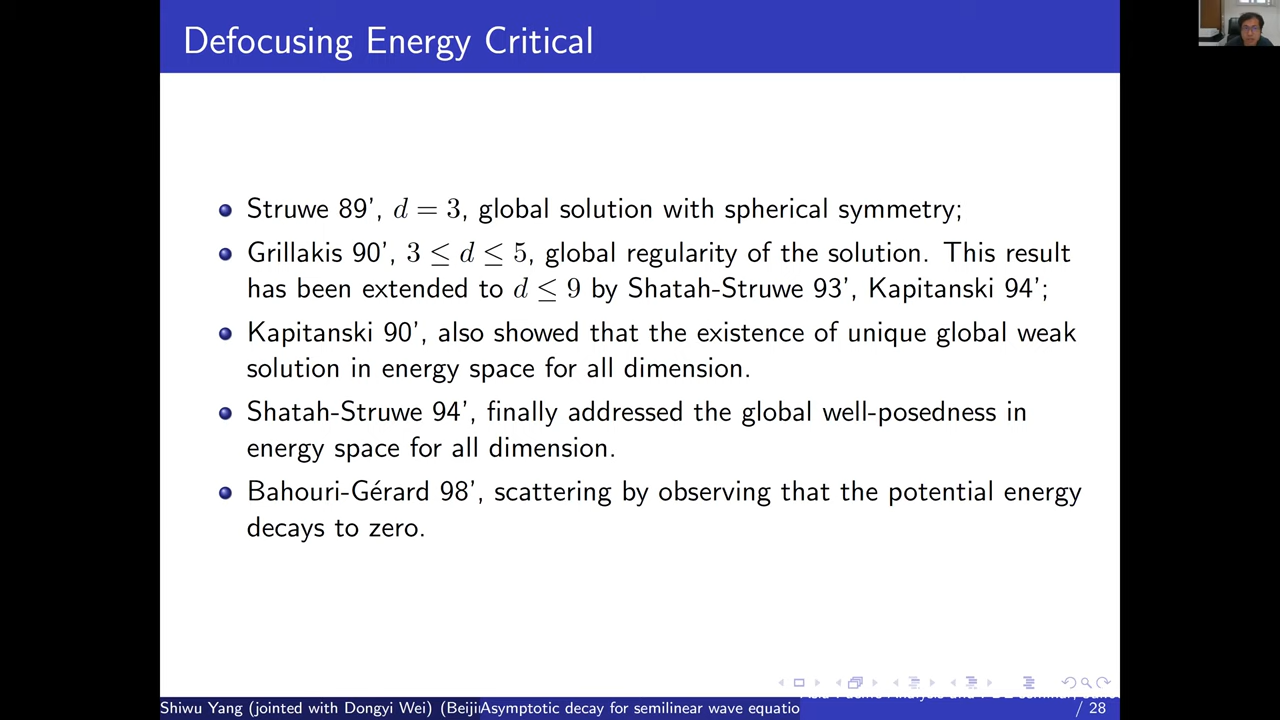 Defocusing Energy Critical
Struwe 89', d = 3, global solution with spherical symmetry;
Grillakis 90', 3 ≤ d ≤ 5, global regularity of the solution. This result
has been extended to d ≤ 9 by Shatah-Struwe 93', Kapitanski 94';
Kapitanski 90', also showed that the existence of unique global weak
solution in energy space for all dimension.
Shatah-Struwe 94', finally addressed the global well-posedness in
energy space for all dimension.
Bahouri-Gérard 98', scattering by observing that the potential energy
decays to zero.
Shiwu Yang (jointed with Dongyi Wei) (Beiji Asymptotic decay for semilinear wave equatio / 28